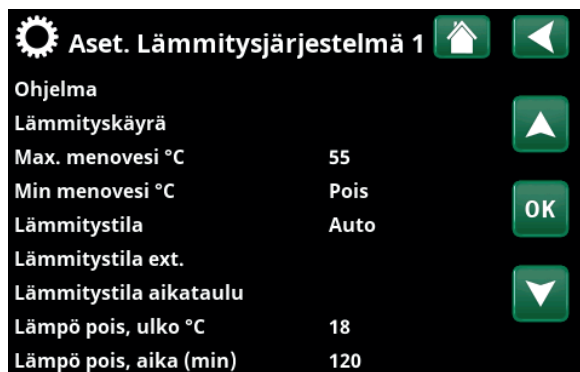 Aset. Lämmitysjärjestelmä 1
Ohjelma
Lämmityskäyrä
Max. menovesi °C 55
Min menovesi °C Pois
Lämmitystila Auto
OK
Lämmitystila ext.
Lämmitystila aikataulu
Lämpö pois, ulko °C 18
Lämpö pois, aika (min) 120